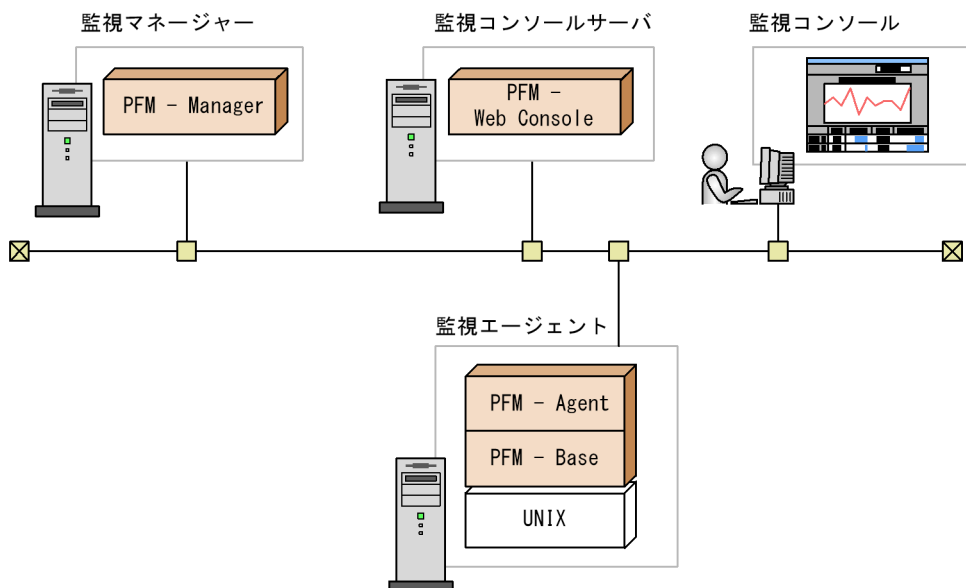 監視マネージャー
監視コンソールサーバ
監視コンソール
PFM - Manager
PFM -
Web Console
監視エージェント
PFM - Agent
PFM - Base
UNIX